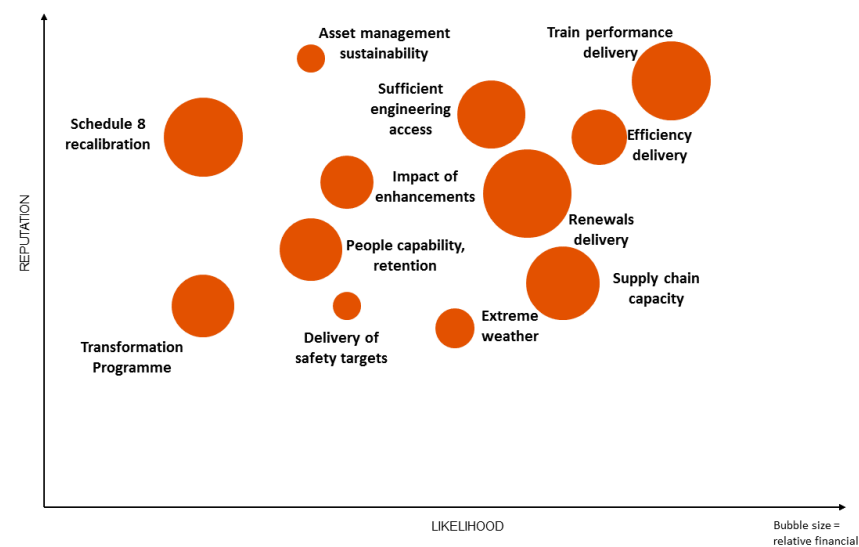 Asset management
sustainability
Train performance
delivery
Sufficient
engineering
access
Schedule 8
recalibration
Efficiency
delivery
Impact of
enhancements
REPUTATION
Renewals
delivery
People capability,
retention
Supply chain
capacity
Extreme
weather
Delivery of
safety targets
Transformation
Programme
LIKELIHOOD
Bubble size =
relative financial